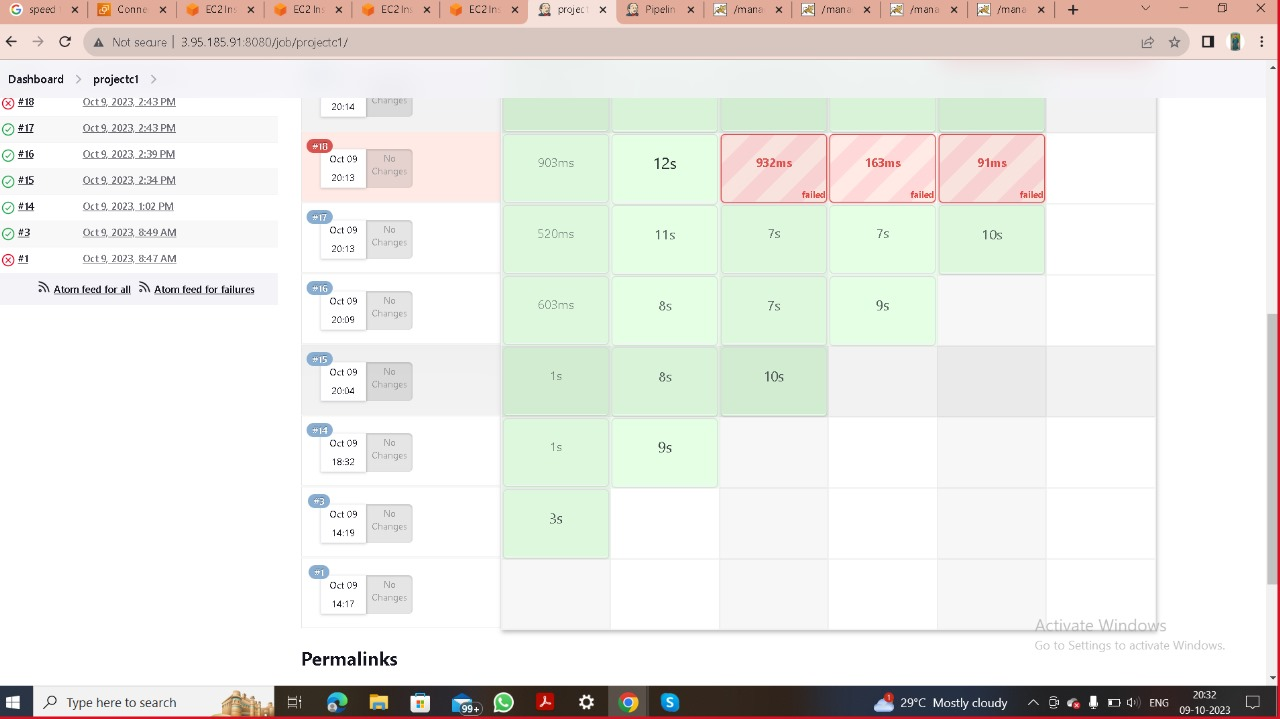 speed t
Conne
EC2 Ins
EC2 Ins
EC2 Ins
EC2 Ins
projec
Pipelin
/mana
/mana
/mana
/mana
Not secure | 3.95.185.91:8080/job/projectc1/
Dashboard > projectc1 >
#18 Oct 9, 2023, 2:43 PM
#17 Oct 9, 2023, 2:43 PM
#16 Oct 9, 2023, 2:39 PM
#15 Oct 9, 2023, 2:34 PM
#14 Oct 9, 2023, 1:02 PM
#3 Oct 9, 2023, 8:49 AM
#1 Oct 9, 2023, 8:47 AM
Atom feed for all Atom feed for failures
20:14 Changes
#18
Oct 09 No
20:13 Changes
903ms 12s 932ms 163ms 91ms
failed failed failed
#17
Oct 09 No
20:13 Changes
520ms 11s 7s 7s 10s
#16
Oct 09 No
20:09 Changes
603ms 8s 7s 9s
#15
Oct 09 No
20:04 Changes
1s 8s 10s
#14
Oct 09 No
18:32 Changes
1s 9s
#3
Oct 09 No
14:19 Changes
3s
#1
Oct 09 No
14:17 Changes
Permalinks
Activate Windows
Go to Settings to activate Windows.
Type here to search
99+
1
29°C Mostly cloudy
ENG
20:32
09-10-2023